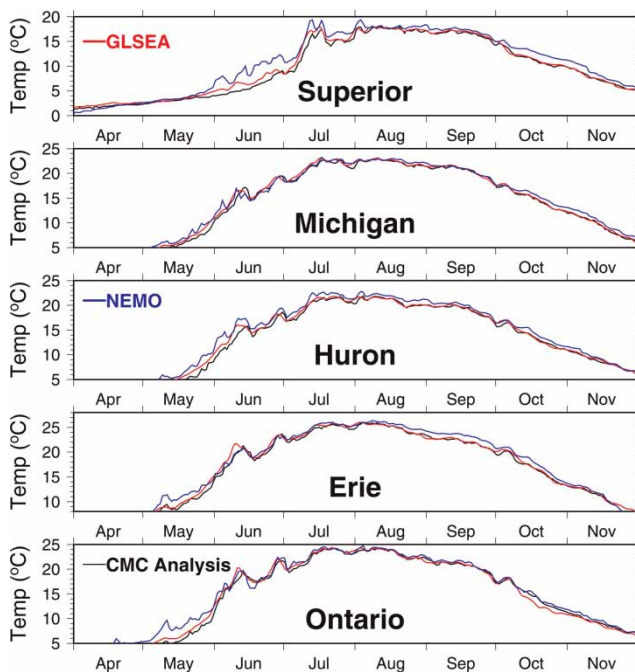 20
15
10
5
0
Temp (ºC)
GLSEA
Superior
Apr May Jun Jul Aug Sep Oct Nov
25
20
15
10
5
Temp (ºC)
Michigan
Apr May Jun Jul Aug Sep Oct Nov
25
20
15
10
5
Temp (ºC)
NEMO
Huron
Apr May Jun Jul Aug Sep Oct Nov
25
20
15
10
Temp (ºC)
Erie
Apr May Jun Jul Aug Sep Oct Nov
25
20
15
10
5
Temp (ºC)
CMC Analysis
Ontario
Apr May Jun Jul Aug Sep Oct Nov